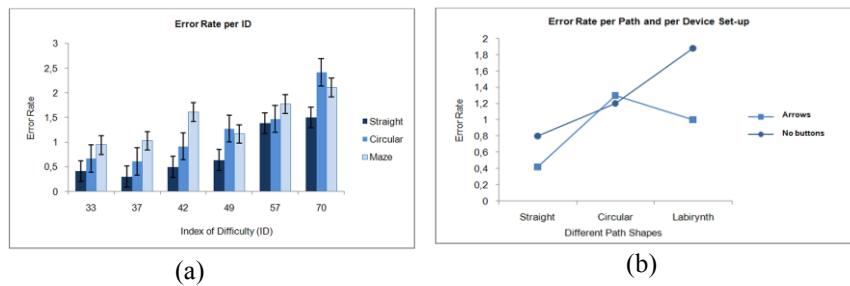 Error Rate per ID
3
2,5
2
1,5
1
0,5
0
Error Rate
Straight
Circular
Maze
33 37 42 49 57 70
Index of Difficulty (ID)
(a)
Error Rate per Path and per Device Set-up
2
1,8
1,6
1,4
1,2
1
0,8
0,6
0,4
0,2
0
Error Rate
Arrows
No buttons
Straight Circular Labirynth
Different Path Shapes
(b)